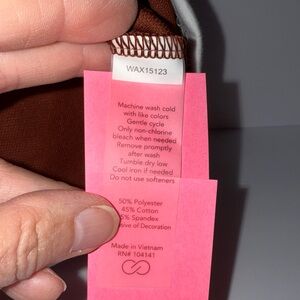 WAX15123
Machine wash cold
with like colors
Gentle cycle
Only non-chlorine
bleach when needed
Remove promptly
after wash
Tumble dry low
Cool iron if needed
Do not use softeners
50% Polyester
45% Cotton
5% Spandex
of Decoration
Made in Vietnam
RN# 104141